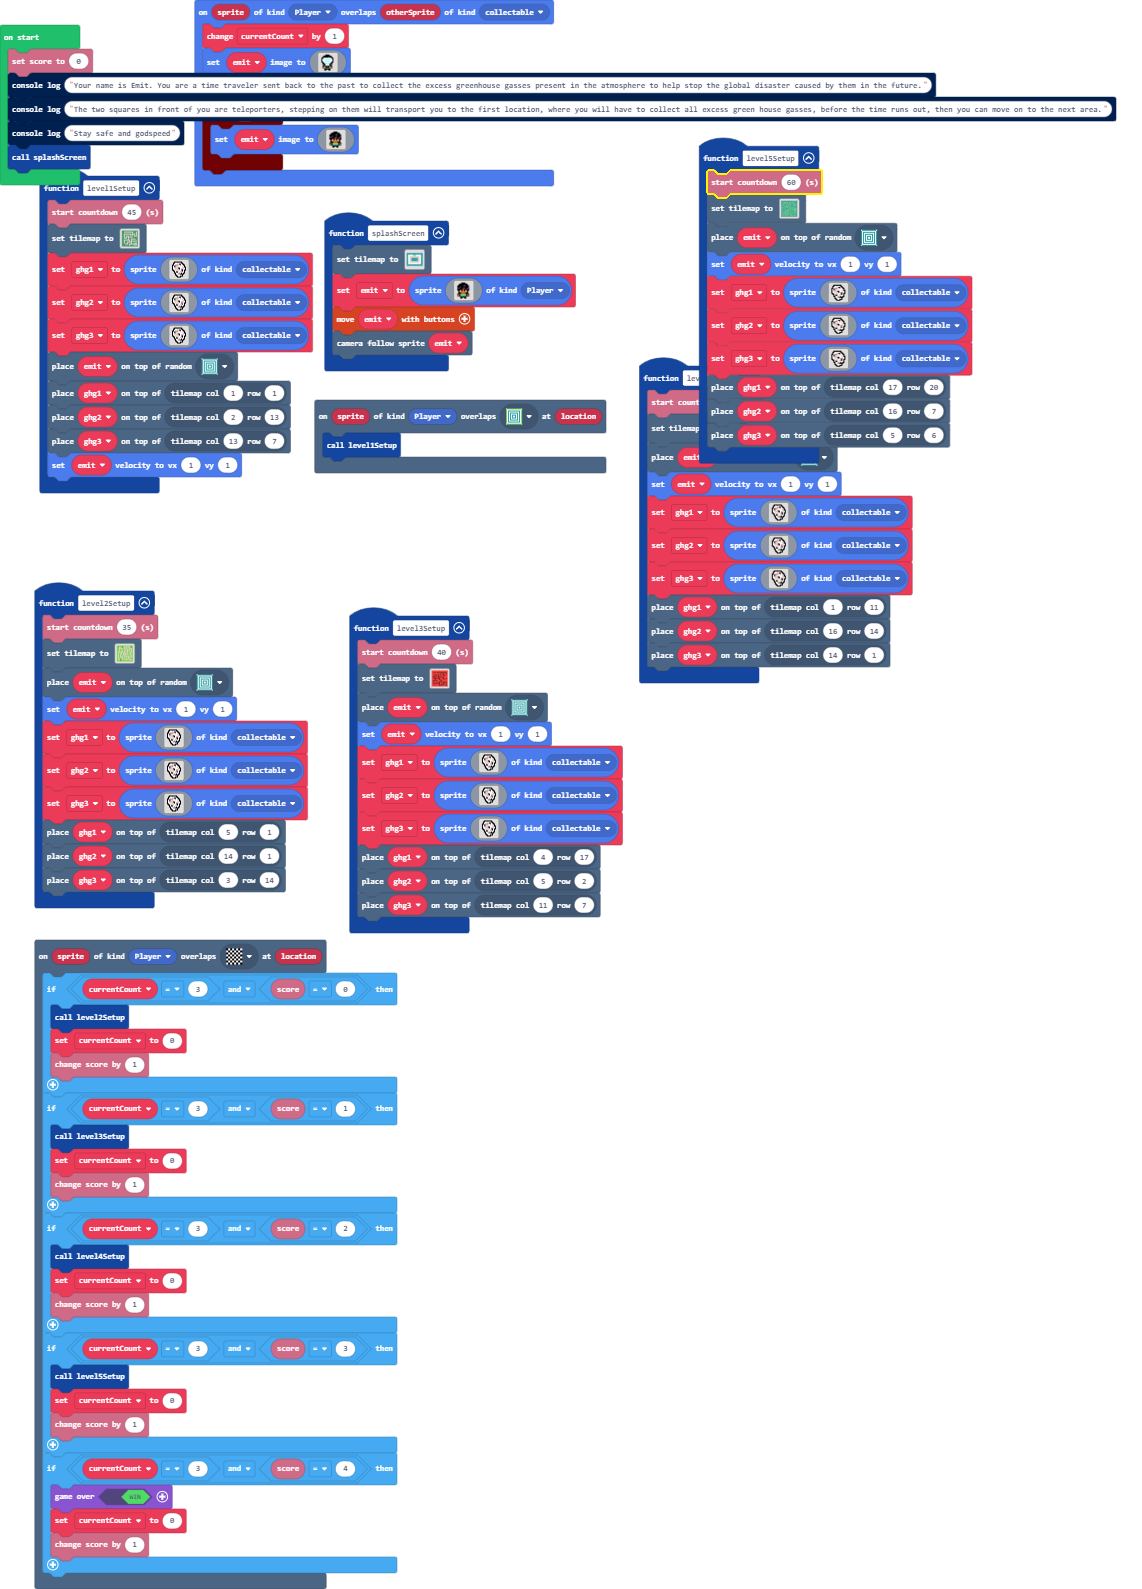 on sprite of kind Player overlaps otherSprite of kind collectable
change currentCount by 1
set emit image to
on start
set score to 0
console log "Your name is Emit. You are a time traveler sent back to the past to collect the excess greenhouse gasses present in the atmosphere to help stop the global disaster caused by them in the future."
console log "The two squares in front of you are teleporters, stepping on them will transport you to the first location, where you will have to collect all excess green house gasses, before the time runs out, then you can move on to the next area."
console log "Stay safe and godspeed"
call splashScreen
set emit image to
function level1Setup
start countdown 45 (s)
set tilemap to
set ghg1 to sprite of kind collectable
set ghg2 to sprite of kind collectable
set ghg3 to sprite of kind collectable
place emit on top of random
place ghg1 on top of tilemap col 1 row 1
place ghg2 on top of tilemap col 2 row 13
place ghg3 on top of tilemap col 13 row 7
set emit velocity to vx 1 vy 1
function splashScreen
set tilemap to
set emit to sprite of kind Player
move emit with buttons
camera follow sprite emit
on sprite of kind Player overlaps at location
call level1Setup
function level5Setup
start countdown 60 (s)
set tilemap to
place emit on top of random
set emit velocity to vx 1 vy 1
set ghg1 to sprite of kind collectable
set ghg2 to sprite of kind collectable
set ghg3 to sprite of kind collectable
place ghg1 on top of tilemap col 17 row 20
place ghg2 on top of tilemap col 16 row 7
place ghg3 on top of tilemap col 5 row 6
function lev
start count
set tilemap
place emit
set emit velocity to vx 1 vy 1
set ghg1 to sprite of kind collectable
set ghg2 to sprite of kind collectable
set ghg3 to sprite of kind collectable
place ghg1 on top of tilemap col 1 row 11
place ghg2 on top of tilemap col 16 row 14
place ghg3 on top of tilemap col 14 row 1
function level2Setup
start countdown 35 (s)
set tilemap to
place emit on top of random
set emit velocity to vx 1 vy 1
set ghg1 to sprite of kind collectable
set ghg2 to sprite of kind collectable
set ghg3 to sprite of kind collectable
place ghg1 on top of tilemap col 5 row 1
place ghg2 on top of tilemap col 14 row 1
place ghg3 on top of tilemap col 3 row 14
function level3Setup
start countdown 40 (s)
set tilemap to
place emit on top of random
set emit velocity to vx 1 vy 1
set ghg1 to sprite of kind collectable
set ghg2 to sprite of kind collectable
set ghg3 to sprite of kind collectable
place ghg1 on top of tilemap col 4 row 17
place ghg2 on top of tilemap col 5 row 2
place ghg3 on top of tilemap col 11 row 7
on sprite of kind Player overlaps at location
if currentCount = 3 and score = 0 then
call level2Setup
set currentCount to 0
change score by 1
if currentCount = 3 and score = 1 then
call level3Setup
set currentCount to 0
change score by 1
if currentCount = 3 and score = 2 then
call level4Setup
set currentCount to 0
change score by 1
if currentCount = 3 and score = 3 then
call level5Setup
set currentCount to 0
change score by 1
if currentCount = 3 and score = 4 then
game over WIN
set currentCount to 0
change score by 1